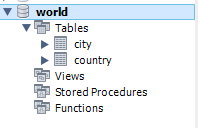 world
Tables
city
country
Views
Stored Procedures
Functions